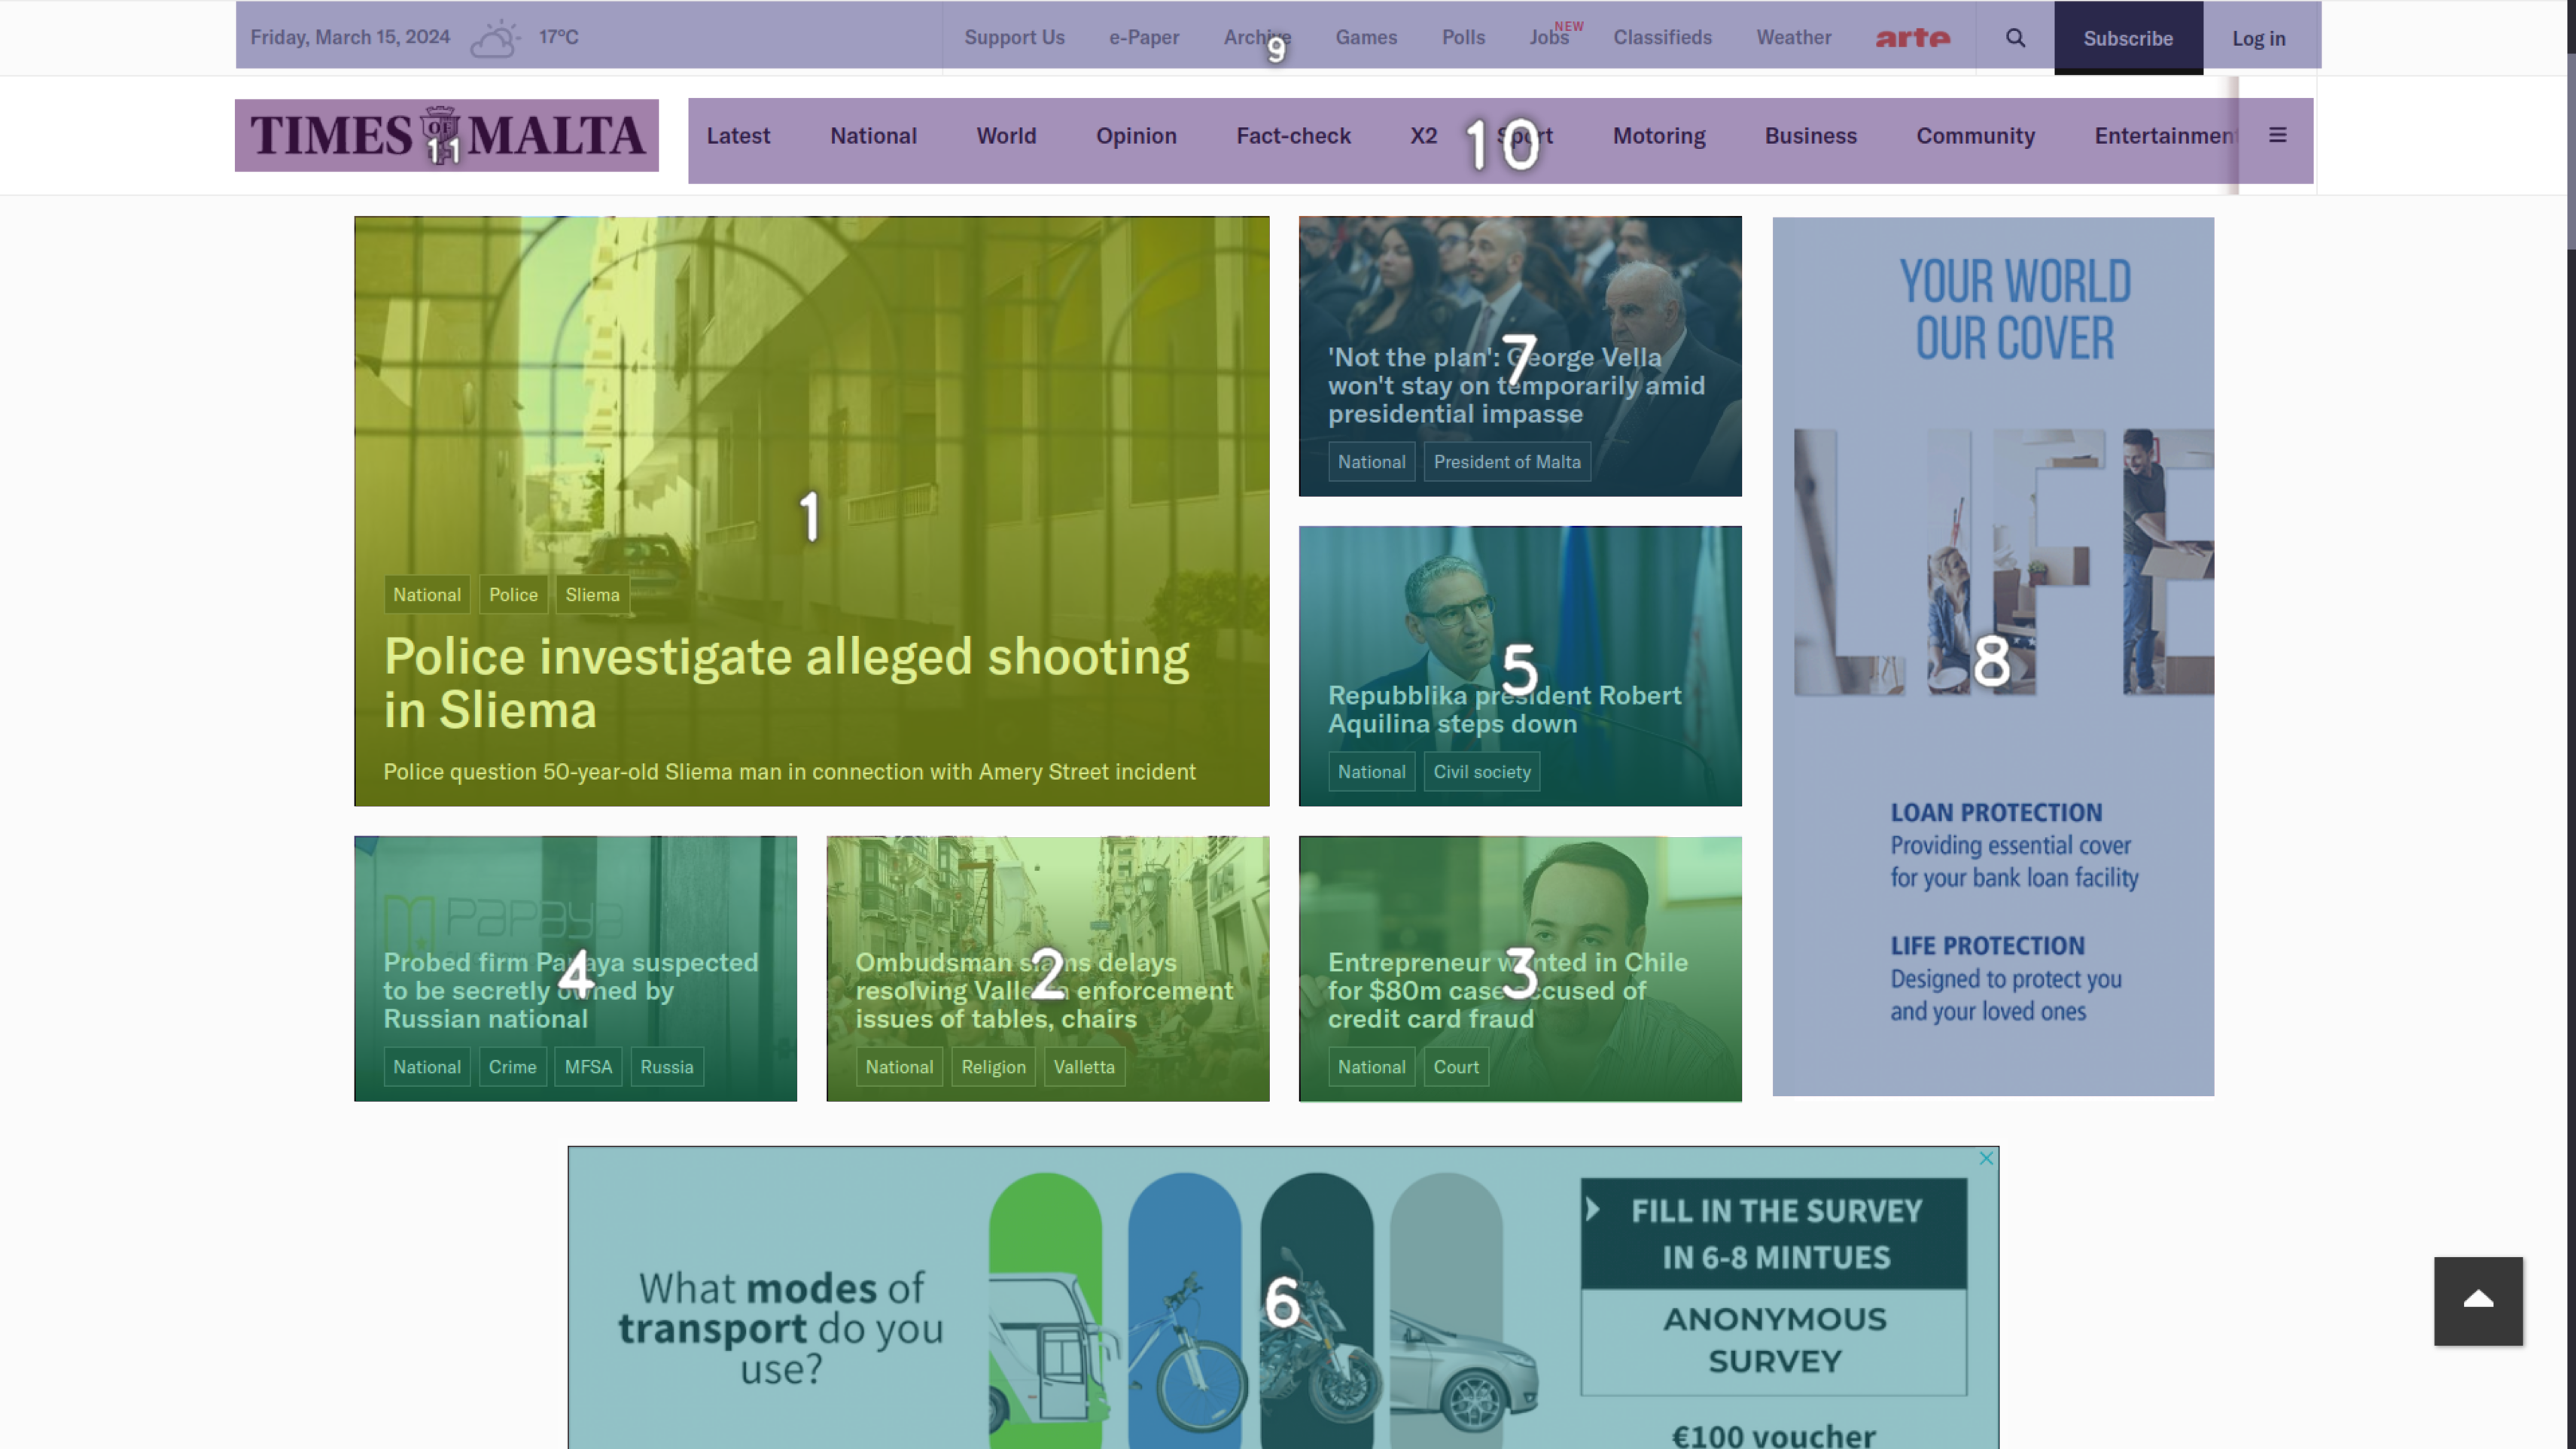 Friday, March 15, 2024 17°C Support Us e-Paper Archive Games Polls Jobs NEW Classifieds Weather arte Subscribe Log in
9
TIMES OF MALTA Latest National World Opinion Fact-check X2 Sport Motoring Business Community Entertainment
11
10
1
National Police Sliema
Police investigate alleged shooting
in Sliema
Police question 50-year-old Sliema man in connection with Amery Street incident
7
'Not the plan': George Vella
won't stay on temporarily amid
presidential impasse
National President of Malta
5
Repubblika president Robert
Aquilina steps down
National Civil society
YOUR WORLD
OUR COVER
LIFE
8
LOAN PROTECTION
Providing essential cover
for your bank loan facility
LIFE PROTECTION
Designed to protect you
and your loved ones
PAPAYA
4
Probed firm Papaya suspected
to be secretly owned by
Russian national
National Crime MFSA Russia
2
Ombudsman slams delays
resolving Valletta enforcement
issues of tables, chairs
National Religion Valletta
3
Entrepreneur wanted in Chile
for $80m case accused of
credit card fraud
National Court
What modes of
transport do you
use?
6
FILL IN THE SURVEY
IN 6-8 MINTUES
ANONYMOUS
SURVEY
€100 voucher